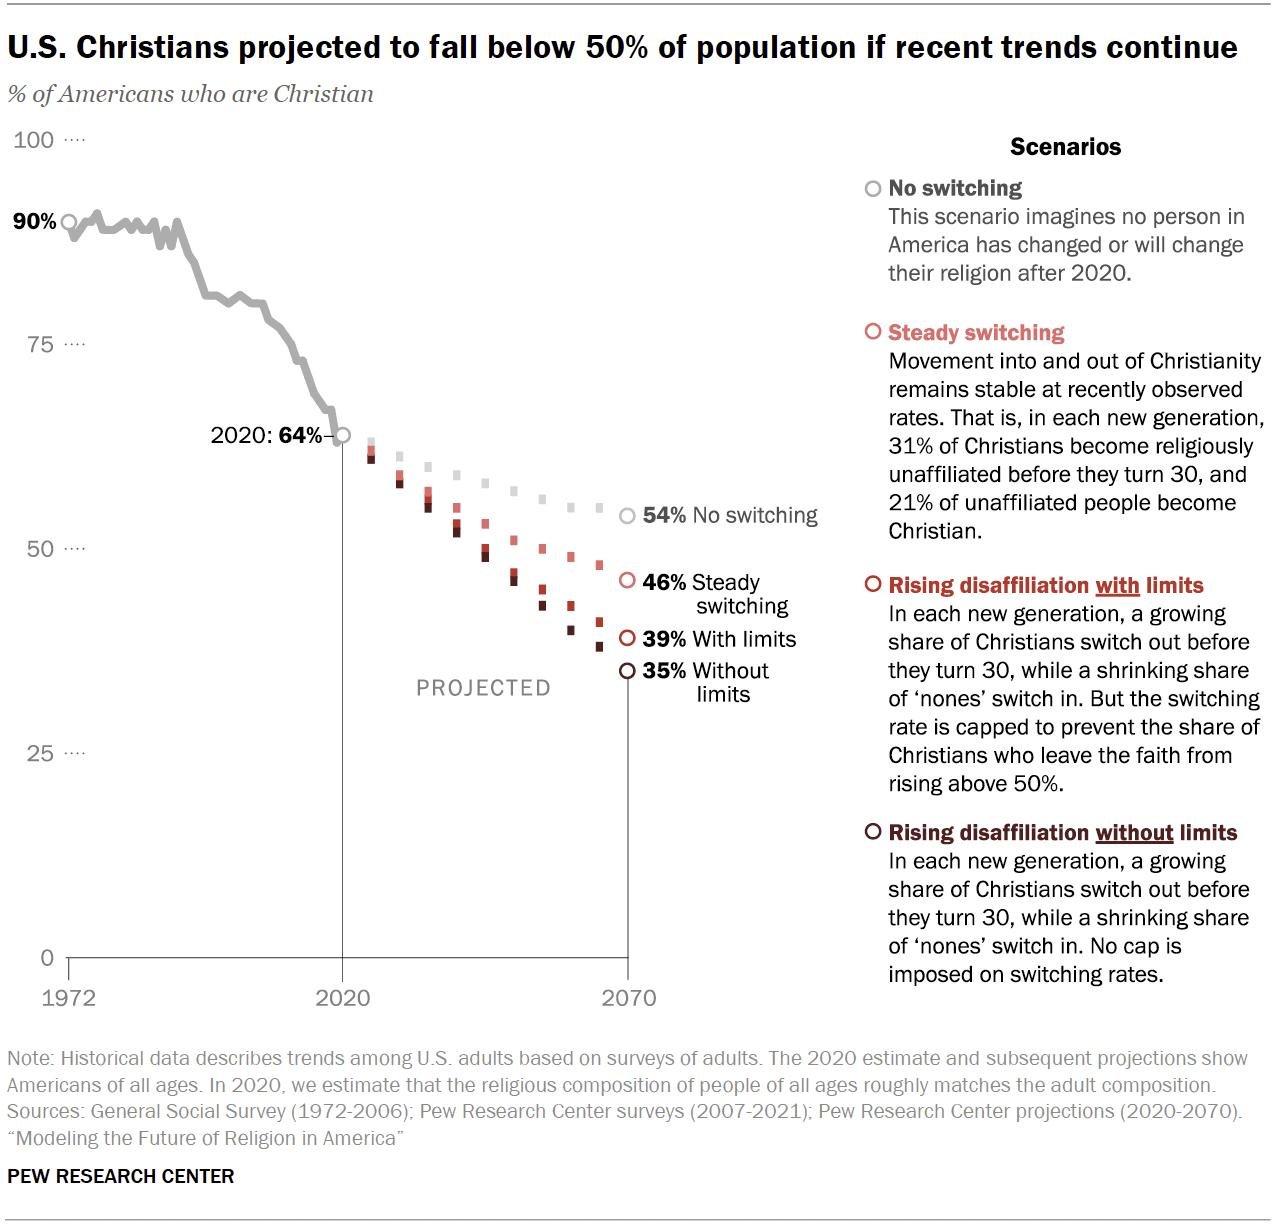 U.S. Christians projected to fall below 50% of population if recent trends continue
% of Americans who are Christian
100
90%
75
2020: 64%
50
25
0
1972
2020
2070
54% No switching
46% Steady
switching
39% With limits
35% Without
limits
PROJECTED
Scenarios
No switching
This scenario imagines no person in
America has changed or will change
their religion after 2020.
Steady switching
Movement into and out of Christianity
remains stable at recently observed
rates. That is, in each new generation,
31% of Christians become religiously
unaffiliated before they turn 30, and
21% of unaffiliated people become
Christian.
Rising disaffiliation with limits
In each new generation, a growing
share of Christians switch out before
they turn 30, while a shrinking share
of ‘nones’ switch in. But the switching
rate is capped to prevent the share of
Christians who leave the faith from
rising above 50%.
Rising disaffiliation without limits
In each new generation, a growing
share of Christians switch out before
they turn 30, while a shrinking share
of ‘nones’ switch in. No cap is
imposed on switching rates.
Note: Historical data describes trends among U.S. adults based on surveys of adults. The 2020 estimate and subsequent projections show
Americans of all ages. In 2020, we estimate that the religious composition of people of all ages roughly matches the adult composition.
Sources: General Social Survey (1972-2006); Pew Research Center surveys (2007-2021); Pew Research Center projections (2020-2070).
“Modeling the Future of Religion in America”
PEW RESEARCH CENTER